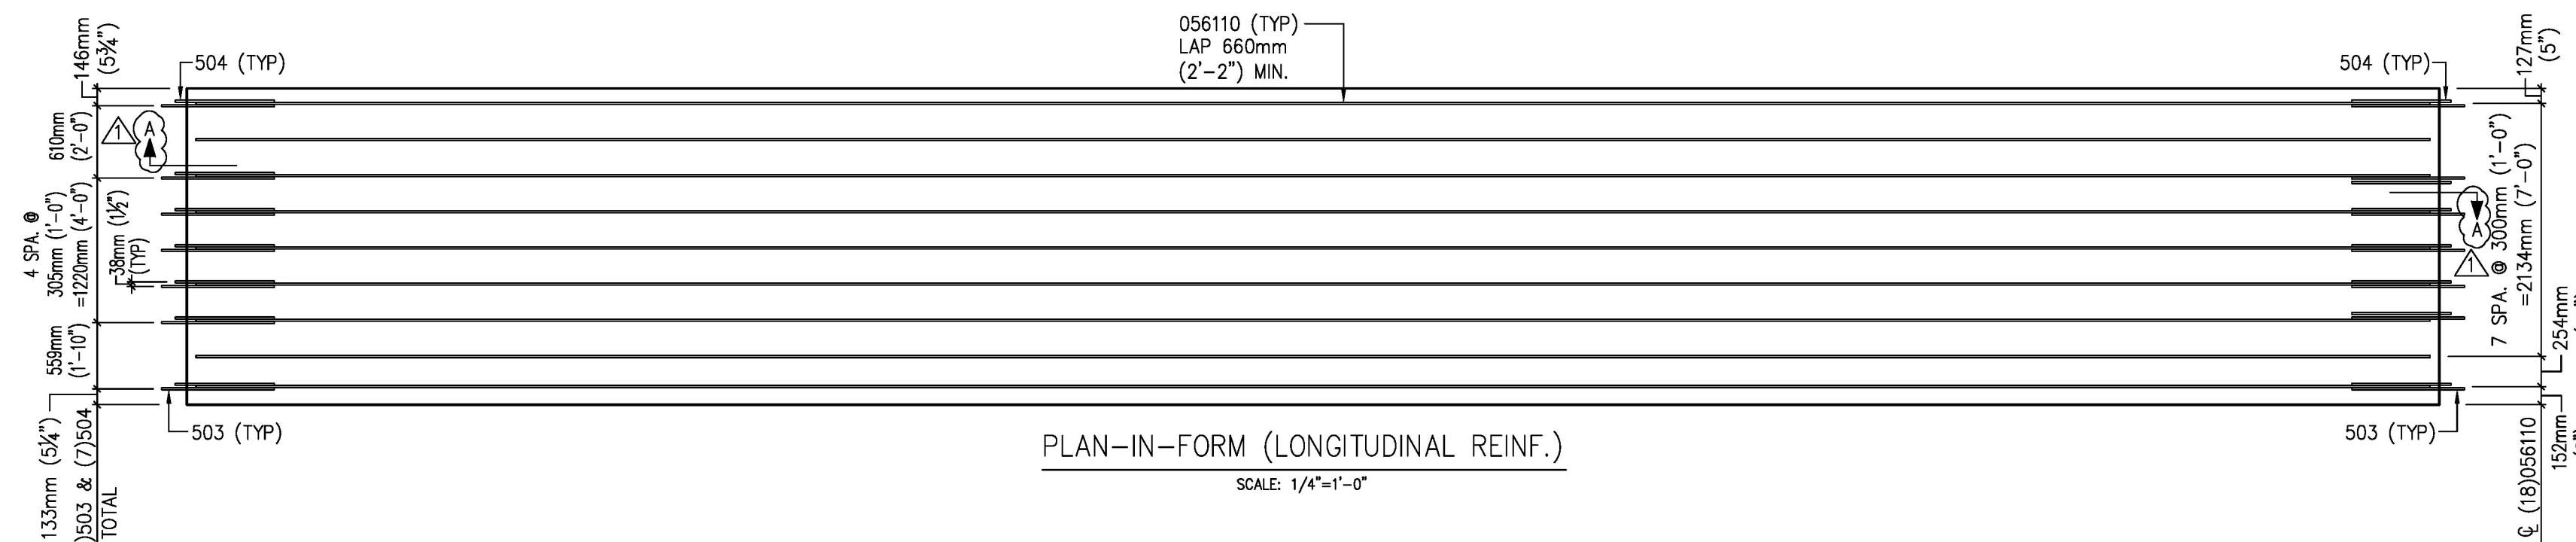 056110 (TYP)
LAP 660mm
(2'-2") MIN.
146mm
(5¾")
504 (TYP)
504 (TYP)
127mm
(5")
610mm
(2'-0")
1
A
4 SPA. @
305mm (1'-0")
=1220mm (4'-0")
38mm (1½")
(TYP)
559mm
(1'-10")
133mm (5¼")
)503 & (7)504
TOTAL
503 (TYP)
A
1
7 SPA. @ 300mm (1'-0")
=2134mm (7'-0")
254mm
152mm
503 (TYP)
℄ (18)056110
PLAN-IN-FORM (LONGITUDINAL REINF.)
SCALE: 1/4"=1'-0"